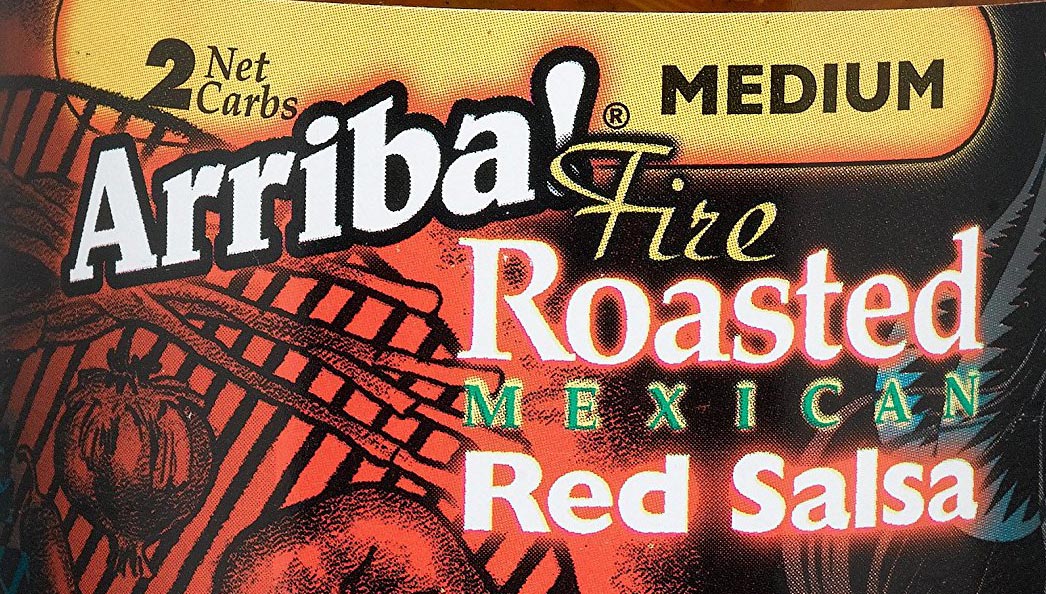 2 Net Carbs
MEDIUM
Arriba!®
Fire
Roasted
MEXICAN
Red Salsa